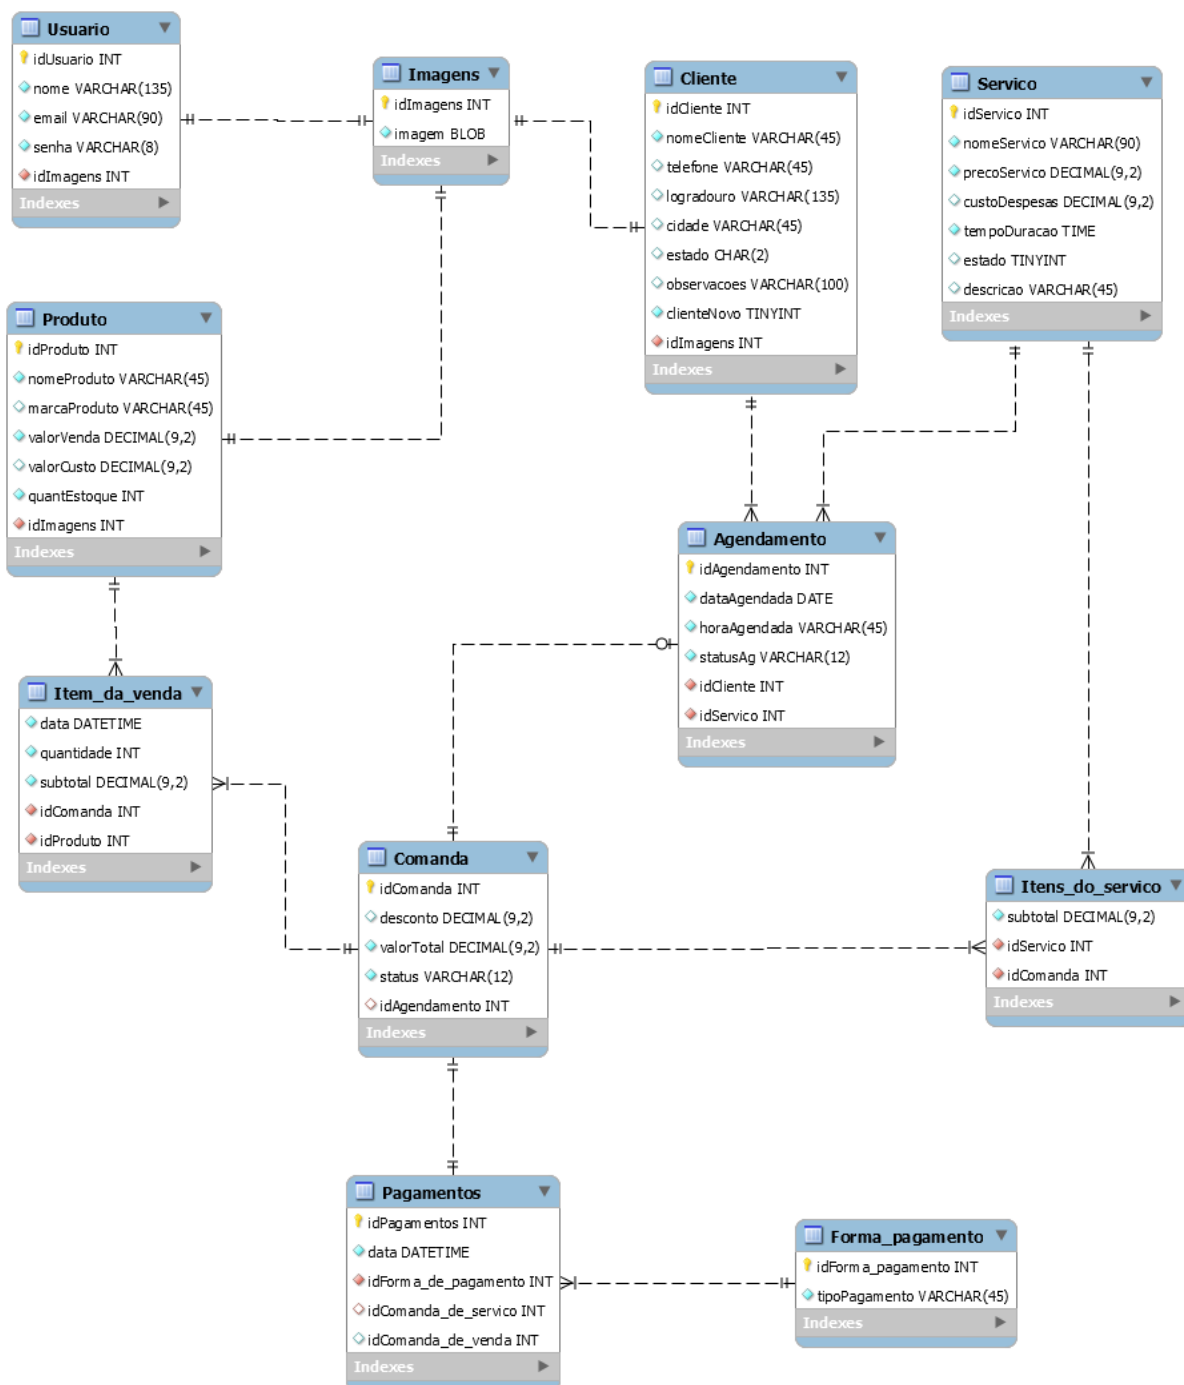 Usuario
idUsuario INT
nome VARCHAR(135)
email VARCHAR(90)
senha VARCHAR(8)
idImagens INT
Indexes
Imagens
idImagens INT
imagem BLOB
Indexes
Cliente
idCliente INT
nomeCliente VARCHAR(45)
telefone VARCHAR(45)
logradouro VARCHAR(135)
cidade VARCHAR(45)
estado CHAR(2)
observacoes VARCHAR(100)
clienteNovo TINYINT
idImagens INT
Indexes
Servico
idServico INT
nomeServico VARCHAR(90)
precoServico DECIMAL(9,2)
custoDespesas DECIMAL(9,2)
tempoDuracao TIME
estado TINYINT
descricao VARCHAR(45)
Indexes
Produto
idProduto INT
nomeProduto VARCHAR(45)
marcaProduto VARCHAR(45)
valorVenda DECIMAL(9,2)
valorCusto DECIMAL(9,2)
quantEstoque INT
idImagens INT
Indexes
Agendamento
idAgendamento INT
dataAgendada DATE
horaAgendada VARCHAR(45)
statusAg VARCHAR(12)
idCliente INT
idServico INT
Indexes
Item_da_venda
data DATETIME
quantidade INT
subtotal DECIMAL(9,2)
idComanda INT
idProduto INT
Indexes
Comanda
idComanda INT
desconto DECIMAL(9,2)
valorTotal DECIMAL(9,2)
status VARCHAR(12)
idAgendamento INT
Indexes
Itens_do_servico
subtotal DECIMAL(9,2)
idServico INT
idComanda INT
Indexes
Pagamentos
idPagamentos INT
data DATETIME
idForma_de_pagamento INT
idComanda_de_servico INT
idComanda_de_venda INT
Indexes
Forma_pagamento
idForma_pagamento INT
tipoPagamento VARCHAR(45)
Indexes